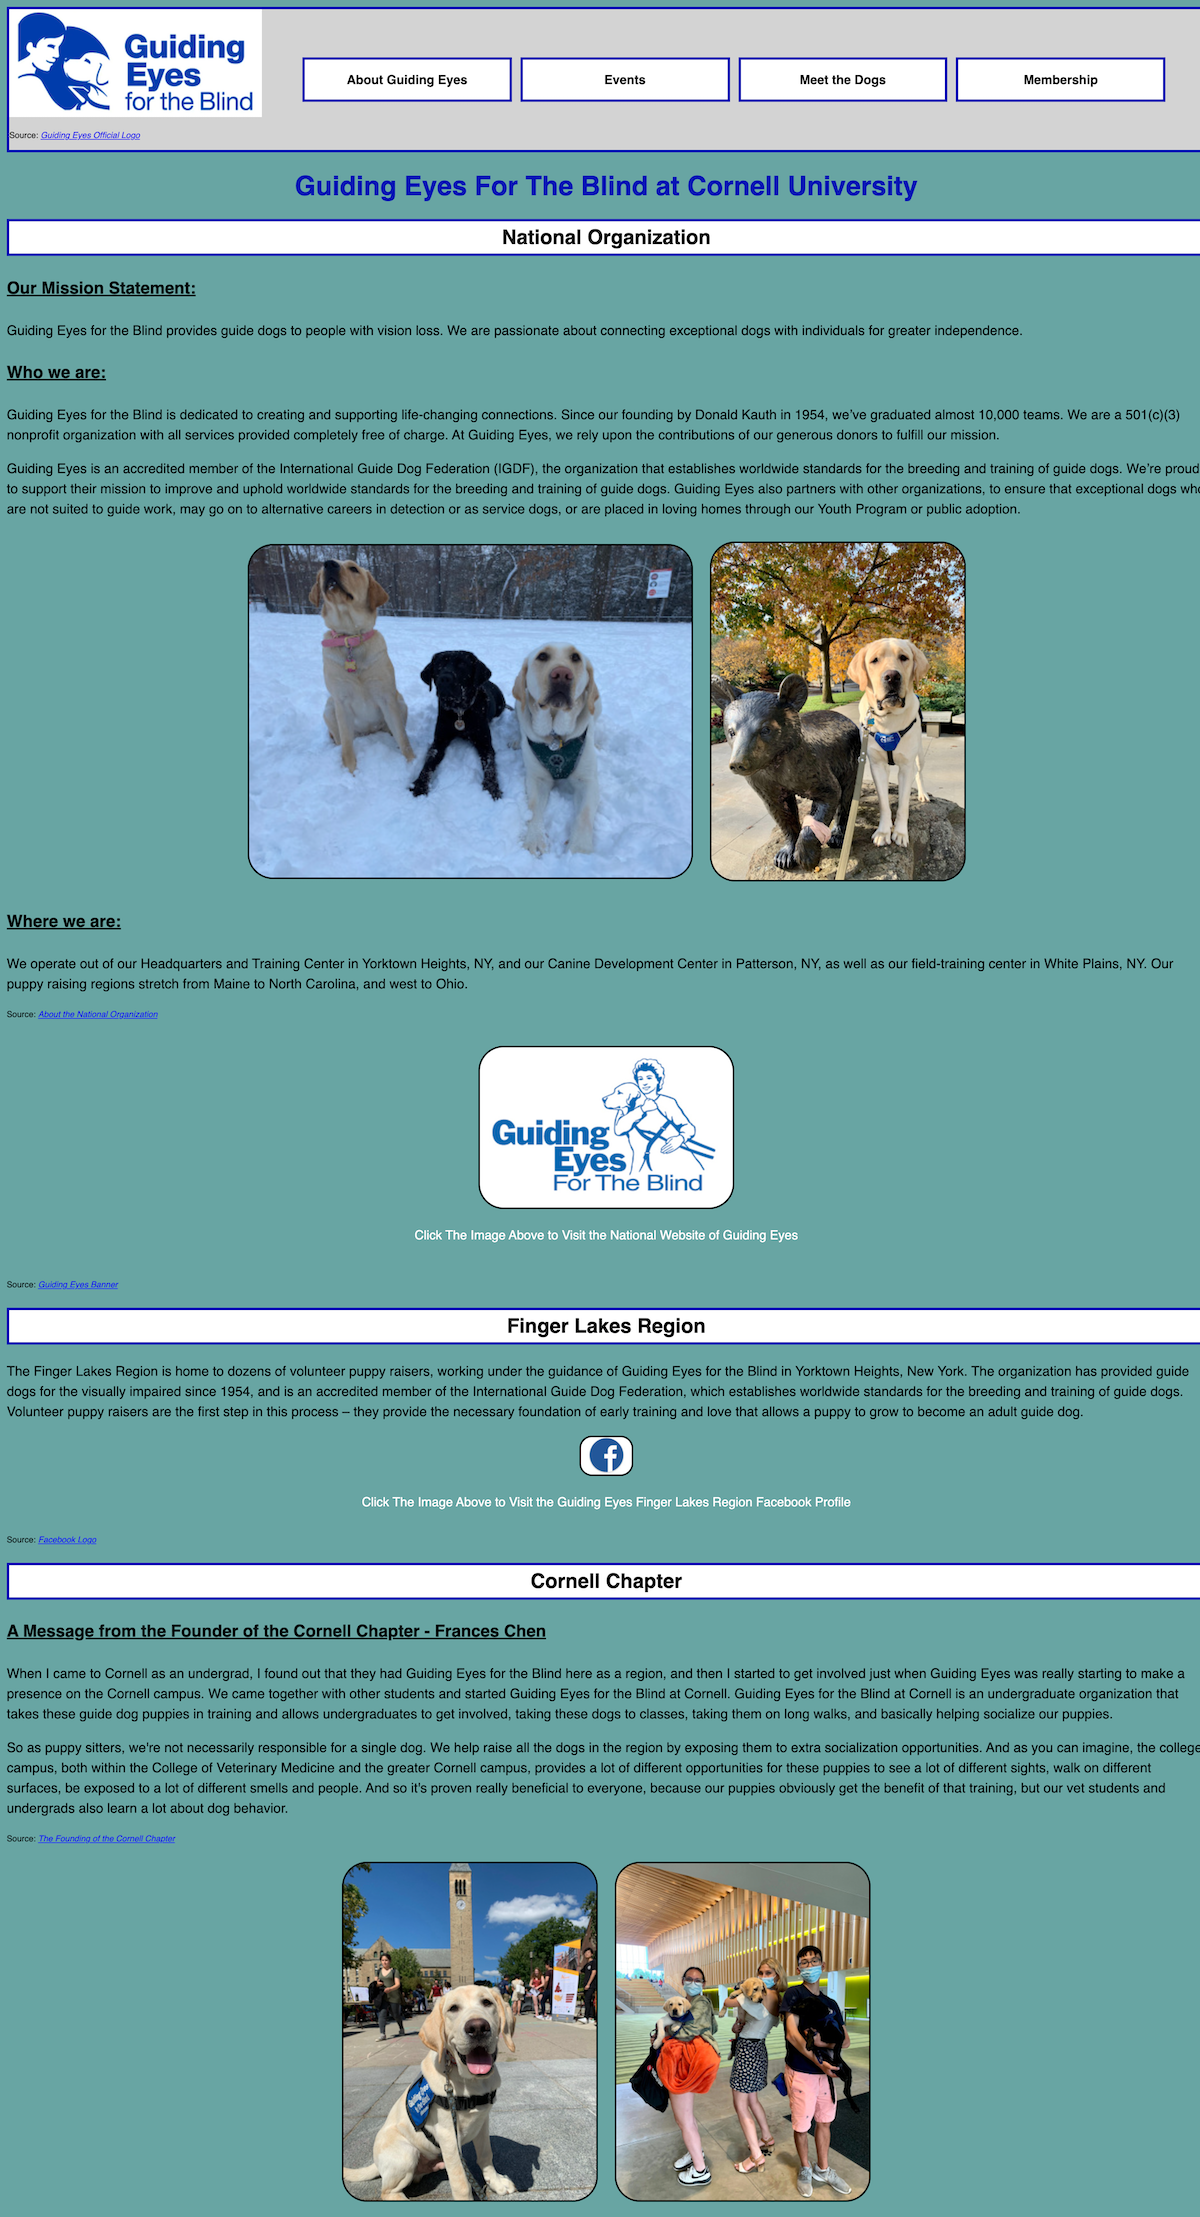 Guiding
Eyes
for the Blind
About Guiding Eyes
Events
Meet the Dogs
Membership
Source: Guiding Eyes Official Logo
Guiding Eyes For The Blind at Cornell University
National Organization
Our Mission Statement:
Guiding Eyes for the Blind provides guide dogs to people with vision loss. We are passionate about connecting exceptional dogs with individuals for greater independence.
Who we are:
Guiding Eyes for the Blind is dedicated to creating and supporting life-changing connections. Since our founding by Donald Kauth in 1954, we’ve graduated almost 10,000 teams. We are a 501(c)(3)
nonprofit organization with all services provided completely free of charge. At Guiding Eyes, we rely upon the contributions of our generous donors to fulfill our mission.
Guiding Eyes is an accredited member of the International Guide Dog Federation (IGDF), the organization that establishes worldwide standards for the breeding and training of guide dogs. We’re proud
to support their mission to improve and uphold worldwide standards for the breeding and training of guide dogs. Guiding Eyes also partners with other organizations, to ensure that exceptional dogs who
are not suited to guide work, may go on to alternative careers in detection or as service dogs, or are placed in loving homes through our Youth Program or public adoption.
Where we are:
We operate out of our Headquarters and Training Center in Yorktown Heights, NY, and our Canine Development Center in Patterson, NY, as well as our field-training center in White Plains, NY. Our
puppy raising regions stretch from Maine to North Carolina, and west to Ohio.
Source: About the National Organization
Guiding
Eyes
For The Blind
Click The Image Above to Visit the National Website of Guiding Eyes
Source: Guiding Eyes Banner
Finger Lakes Region
The Finger Lakes Region is home to dozens of volunteer puppy raisers, working under the guidance of Guiding Eyes for the Blind in Yorktown Heights, New York. The organization has provided guide
dogs for the visually impaired since 1954, and is an accredited member of the International Guide Dog Federation, which establishes worldwide standards for the breeding and training of guide dogs.
Volunteer puppy raisers are the first step in this process – they provide the necessary foundation of early training and love that allows a puppy to grow to become an adult guide dog.
Click The Image Above to Visit the Guiding Eyes Finger Lakes Region Facebook Profile
Source: Facebook Logo
Cornell Chapter
A Message from the Founder of the Cornell Chapter - Frances Chen
When I came to Cornell as an undergrad, I found out that they had Guiding Eyes for the Blind here as a region, and then I started to get involved just when Guiding Eyes was really starting to make a
presence on the Cornell campus. We came together with other students and started Guiding Eyes for the Blind at Cornell. Guiding Eyes for the Blind at Cornell is an undergraduate organization that
takes these guide dog puppies in training and allows undergraduates to get involved, taking these dogs to classes, taking them on long walks, and basically helping socialize our puppies.
So as puppy sitters, we're not necessarily responsible for a single dog. We help raise all the dogs in the region by exposing them to extra socialization opportunities. And as you can imagine, the college
campus, both within the College of Veterinary Medicine and the greater Cornell campus, provides a lot of different opportunities for these puppies to see a lot of different sights, walk on different
surfaces, be exposed to a lot of different smells and people. And so it's proven really beneficial to everyone, because our puppies obviously get the benefit of that training, but our vet students and
undergrads also learn a lot about dog behavior.
Source: The Founding of the Cornell Chapter